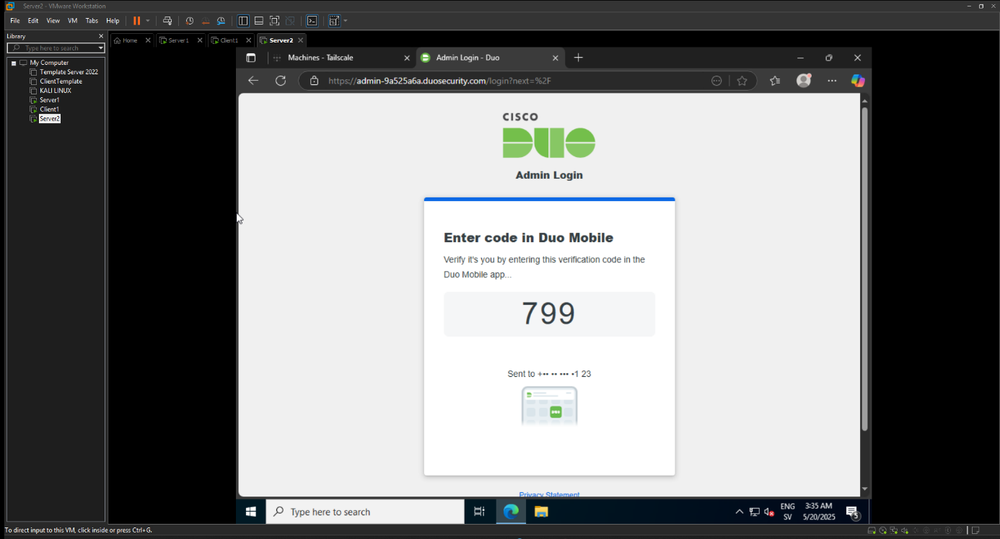 Server2 - VMware Workstation
File Edit View VM Tabs Help
Library
Type here to search
My Computer
Template Server 2022
ClientTemplate
KALI LINUX
Server1
Client1
Server2
Home Server1 Client1 Server2
Machines - Tailscale
Admin Login - Duo
https://admin-9a525a6a.duosecurity.com/login?next=%2F
CISCO
DUO
Admin Login
Enter code in Duo Mobile
Verify it's you by entering this verification code in the
Duo Mobile app...
799
Sent to +•• •• ••• •1 23
DUO
Privacy Statement
Type here to search
ENG
SV
3:35 AM
5/20/2025
5
To direct input to this VM, click inside or press Ctrl+G.